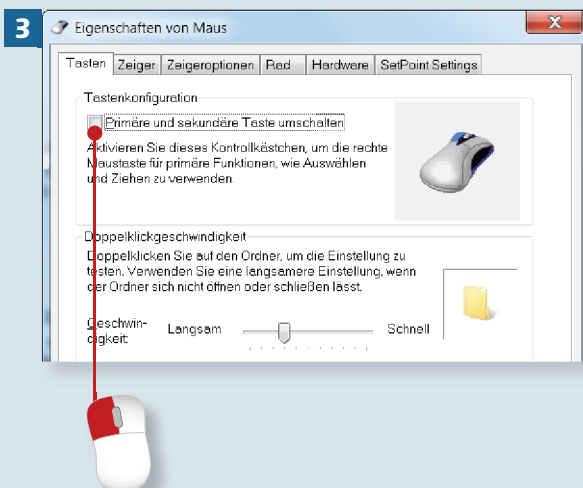 3
Eigenschaften von Maus
Tasten Zeiger Zeigeroptionen Rad Hardware SetPoint Settings
Tastenkonfiguration
Primäre und sekundäre Taste umschalten
Aktivieren Sie dieses Kontrollkästchen, um die rechte
Maustaste für primäre Funktionen, wie Auswählen
und Ziehen zu verwenden.
Doppelklickgeschwindigkeit
Doppelklicken Sie auf den Ordner, um die Einstellung zu
testen. Verwenden Sie eine langsamere Einstellung, wenn
der Ordner sich nicht öffnen oder schließen lässt.
Geschwin-
digkeit: Langsam Schnell